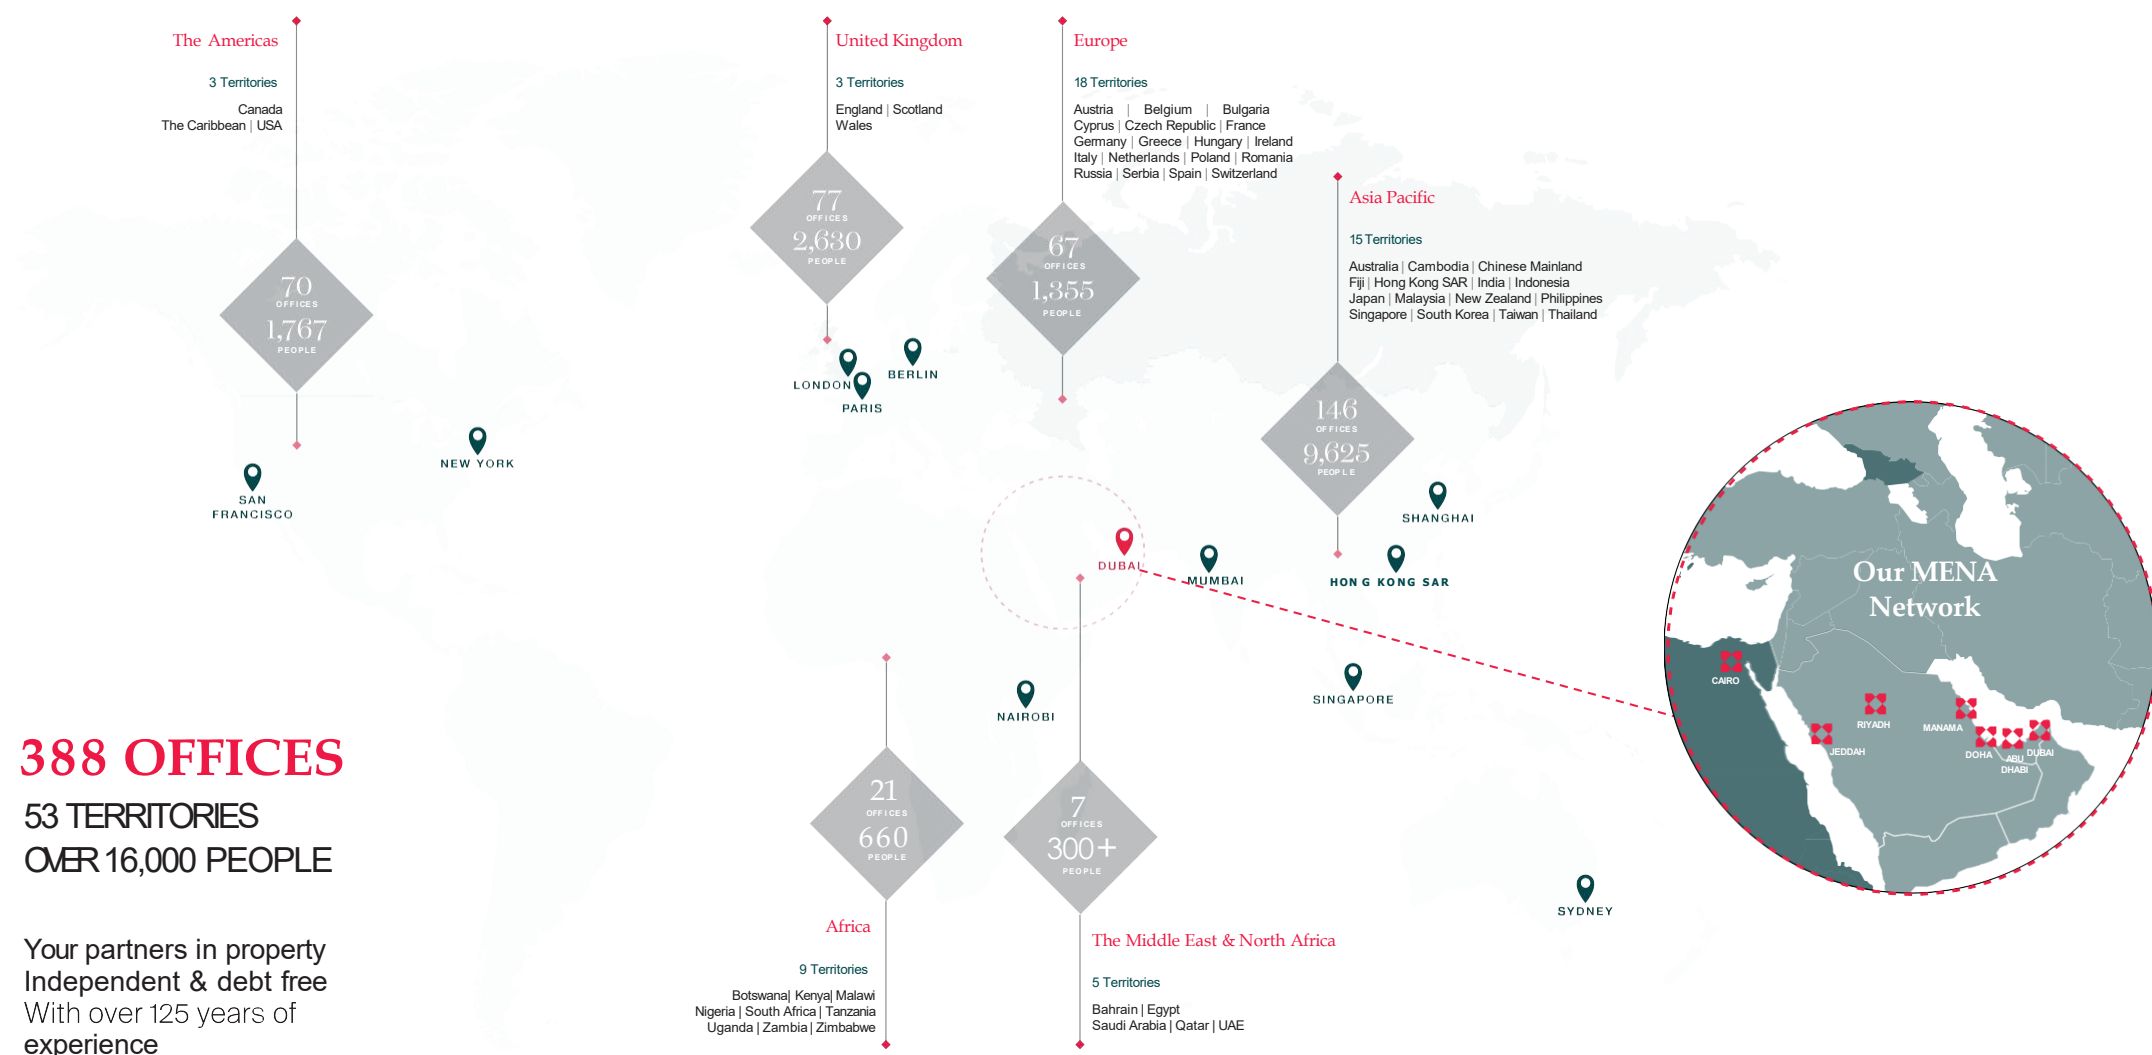 The Americas
3 Territories
Canada
The Caribbean | USA
70
OFFICES
1,767
PEOPLE
United Kingdom
3 Territories
England | Scotland
Wales
77
OFFICES
2,630
PEOPLE
Europe
18 Territories
Austria | Belgium | Bulgaria
Cyprus | Czech Republic | France
Germany | Greece | Hungary | Ireland
Italy | Netherlands | Poland | Romania
Russia | Serbia | Spain | Switzerland
67
OFFICES
1,355
PEOPLE
Asia Pacific
15 Territories
Australia | Cambodia | Chinese Mainland
Fiji | Hong Kong SAR | India | Indonesia
Japan | Malaysia | New Zealand | Philippines
Singapore | South Korea | Taiwan | Thailand
146
OFFICES
9,625
PEOPLE
LONDON
BERLIN
PARIS
NEW YORK
SAN
FRANCISCO
SHANGHAI
DUBAI
MUMBAI
HONG KONG SAR
SINGAPORE
NAIROBI
SYDNEY
Our MENA
Network
CAIRO
RIYADH
JEDDAH
MANAMA
DOHA
ABU
DHABI
DUBAI
388 OFFICES
53 TERRITORIES
OVER 16,000 PEOPLE
Your partners in property
Independent & debt free
With over 125 years of
experience
21
OFFICES
660
PEOPLE
Africa
9 Territories
Botswana| Kenya| Malawi
Nigeria | South Africa | Tanzania
Uganda | Zambia | Zimbabwe
7
OFFICES
300+
PEOPLE
The Middle East & North Africa
5 Territories
Bahrain | Egypt
Saudi Arabia | Qatar | UAE